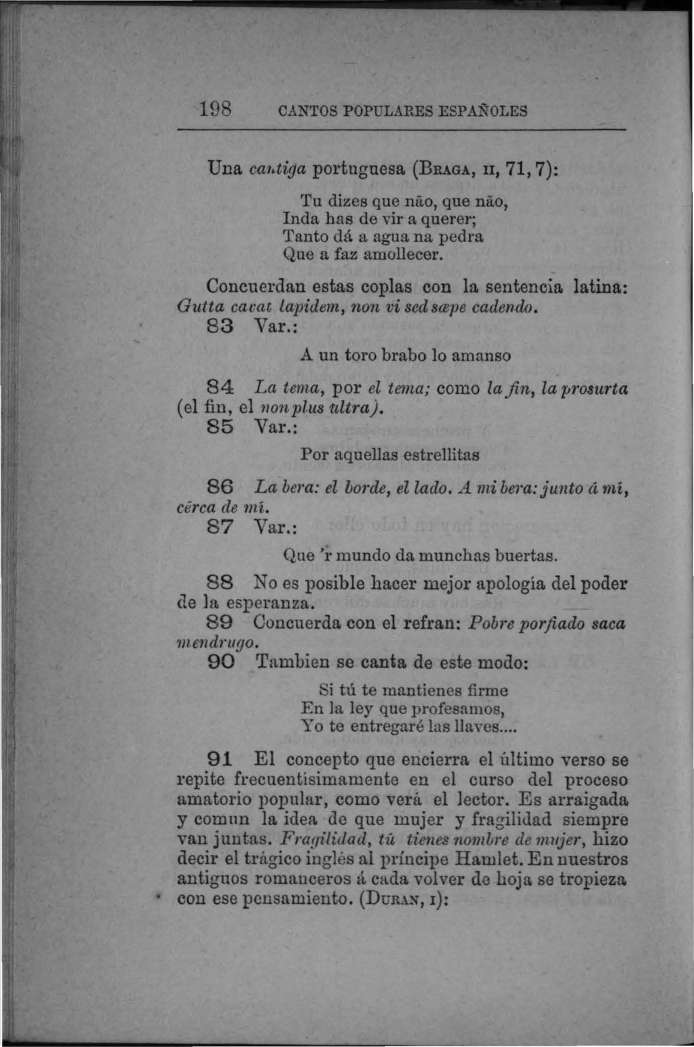 198 CANTOS POPULARES ESPAÑOLES
Una cantiga portuguesa (BRAGA, II, 71, 7):
Tu dizes que não, que não,
Inda has de vir a querer;
Tanto dá a agua na pedra
Que a faz amollecer.
Concuerdan estas coplas con la sentencia latina:
Gutta cavat lapidem, non vi sed sæpe cadendo.
83 Var.:
A un toro brabo lo amanso
84 La tema, por el tema; como la fin, la prosurta
(el fin, el non plus ultra).
85 Var.:
Por aquellas estrellitas
86 La bera: el borde, el lado. A mi bera: junto á mí,
cérca de mí.
87 Var.:
Que 'r mundo da munchas buertas.
88 No es posible hacer mejor apología del poder
de la esperanza.
89 Concuerda con el refran: Pobre porfiado saca
mendrugo.
90 Tambien se canta de este modo:
Si tú te mantienes firme
En la ley que profesamos,
Yo te entregaré las llaves....
91 El concepto que encierra el último verso se
repite frecuentísimamente en el curso del proceso
amatorio popular, como verá el lector. Es arraigada
y comun la idea de que mujer y fragilidad siempre
van juntas. Fragilidad, tú tienes nombre de mujer, hizo
decir el trágico inglés al príncipe Hamlet. En nuestros
antiguos romanceros á cada volver de hoja se tropieza
con ese pensamiento. (DURAN, I):